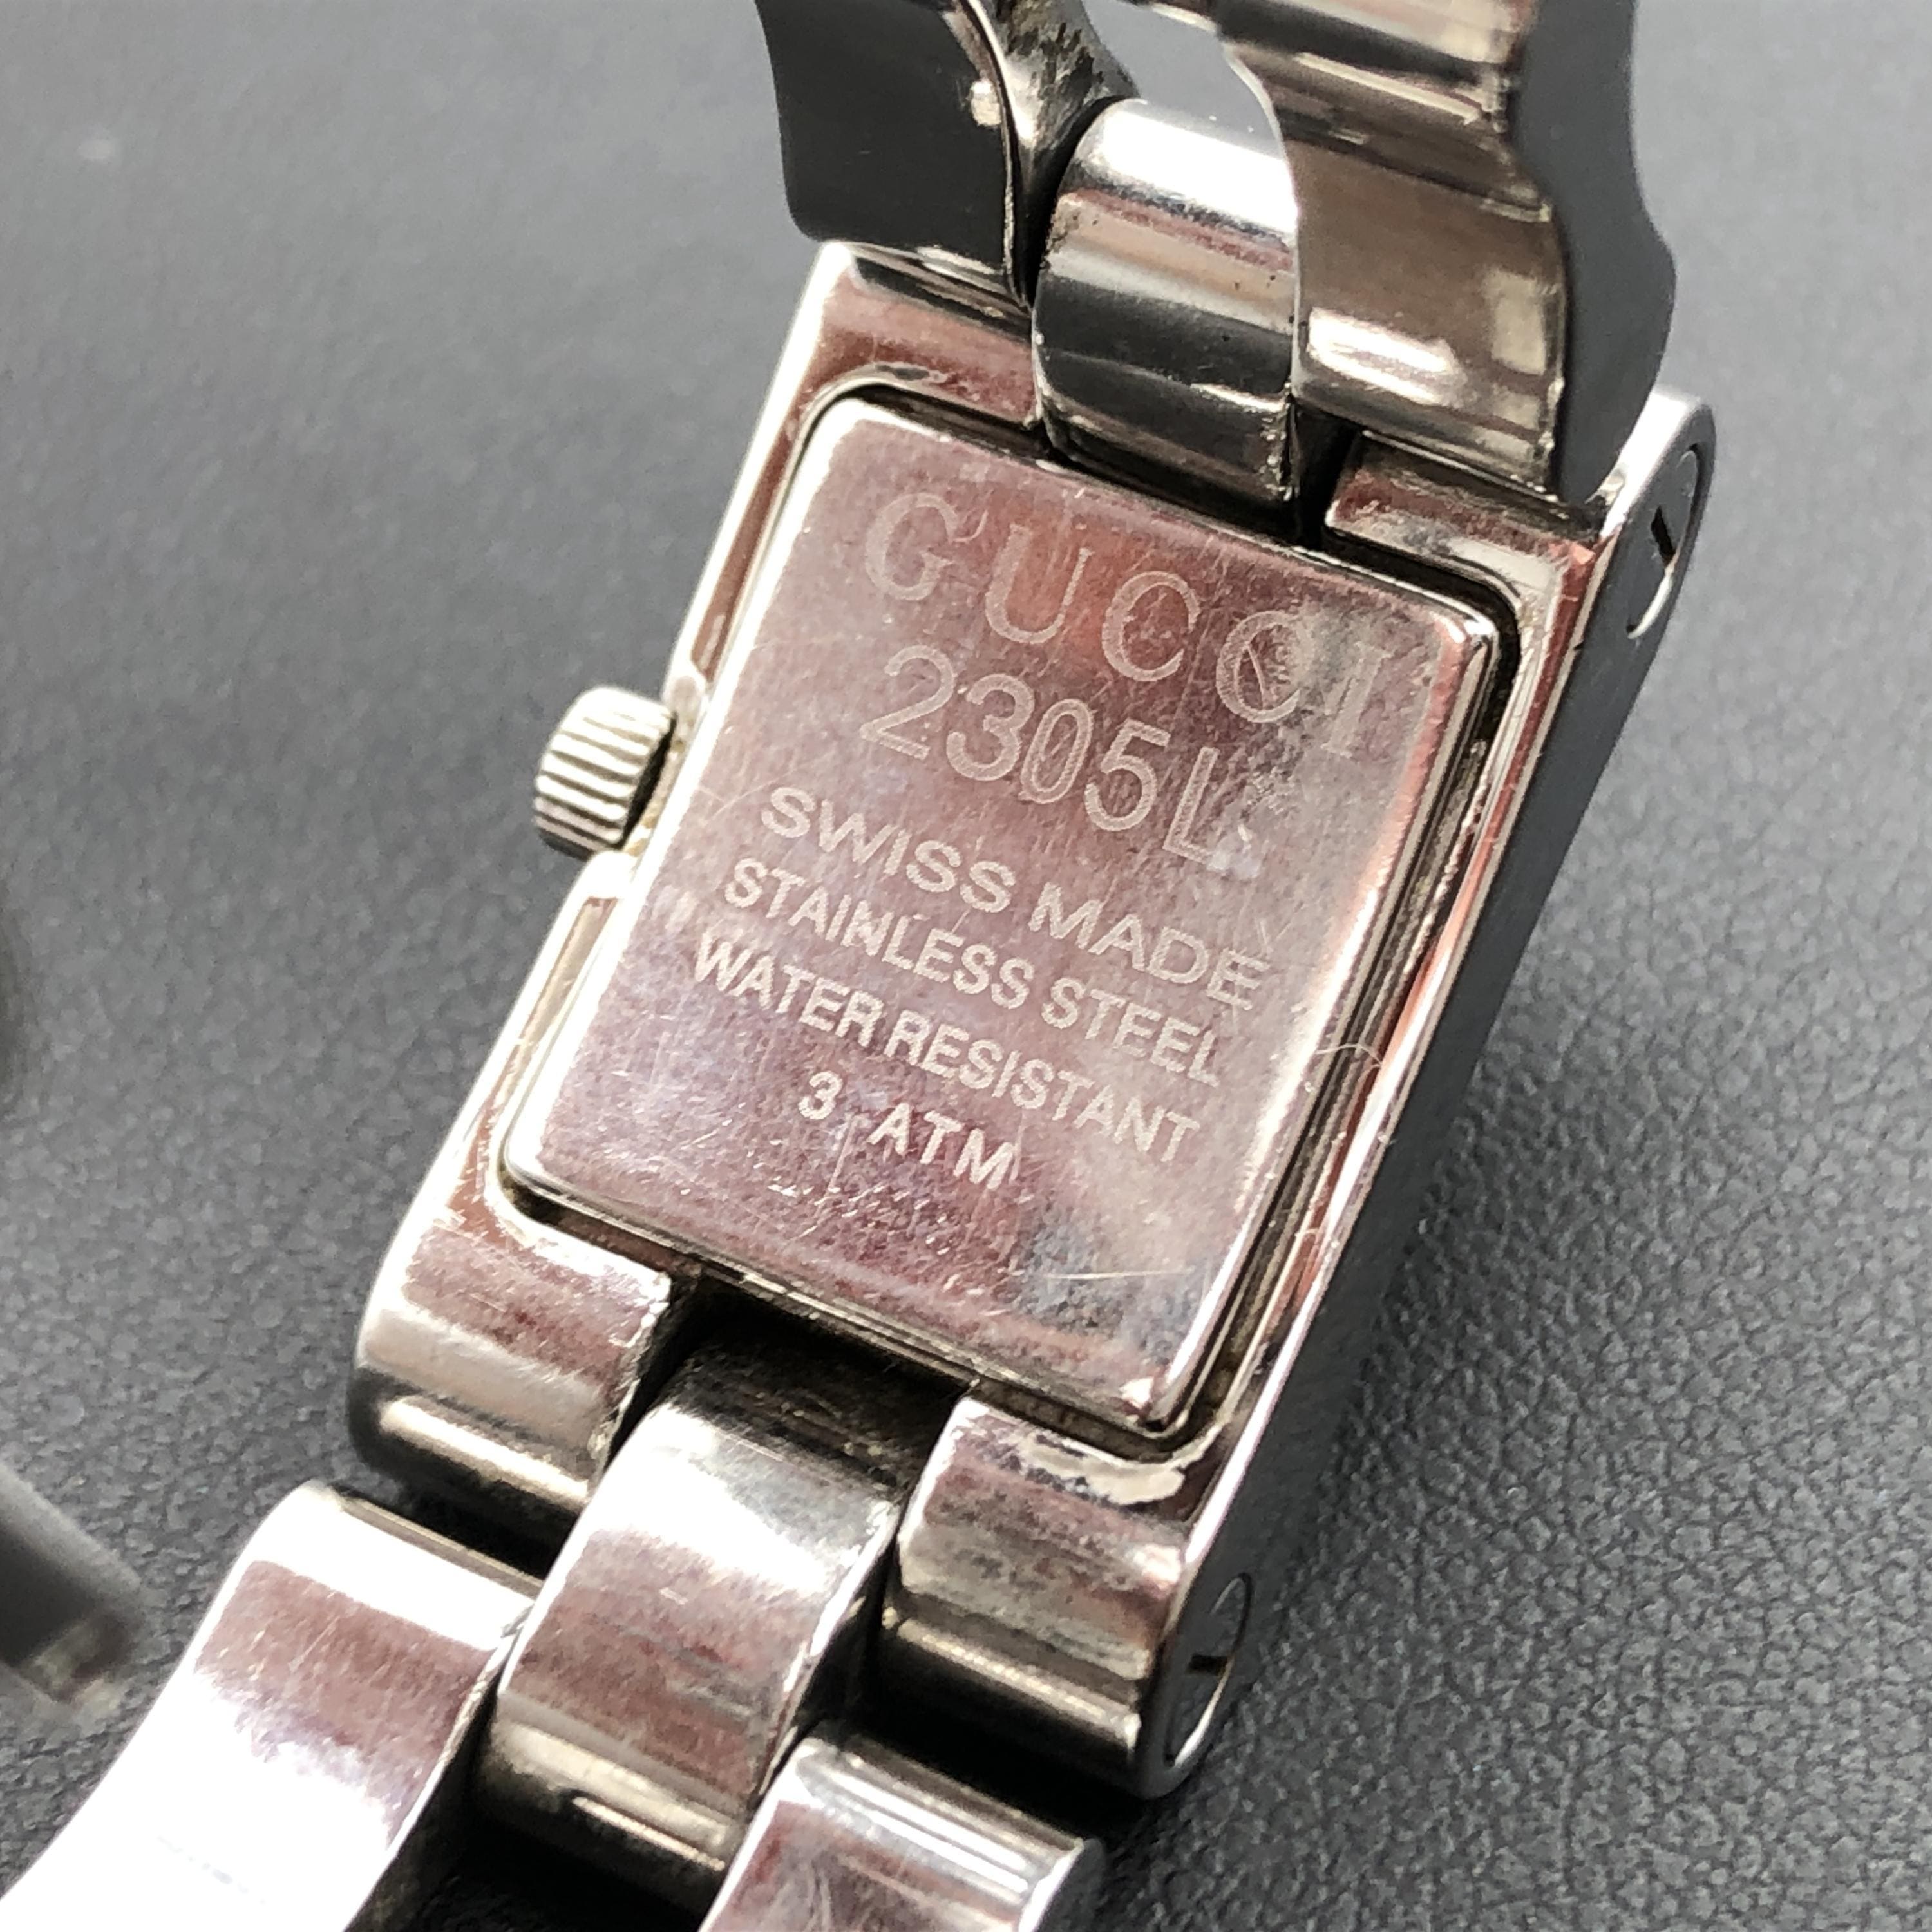 GUCCI
2305L
SWISS MADE
STAINLESS STEEL
WATER RESISTANT
3 ATM